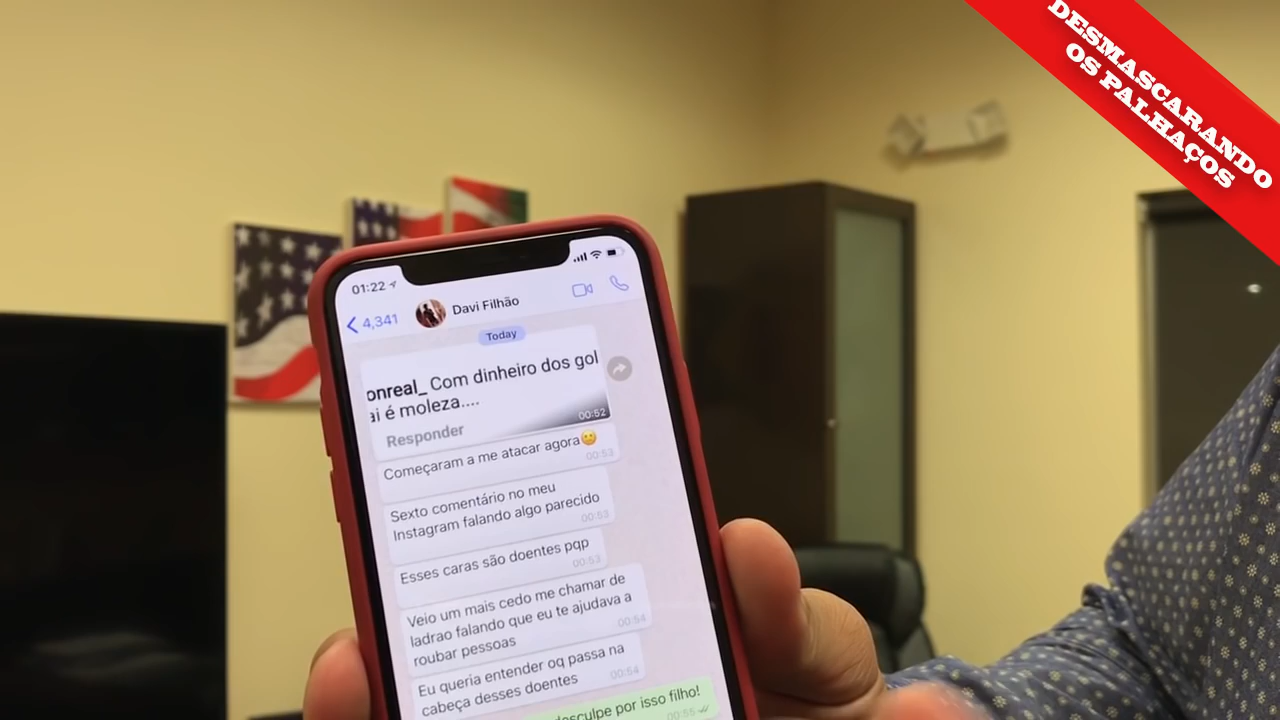 DESMASCARANDO
OS PALHAÇOS
01:22
4,341
Davi Filhão
Today
onreal_ Com dinheiro dos gol
ai é moleza....
00:52
Responder
Começaram a me atacar agora😕
00:53
Sexto comentário no meu
Instagram falando algo parecido
00:53
Esses caras são doentes pqp
00:53
Veio um mais cedo me chamar de
ladrao falando que eu te ajudava a
roubar pessoas
00:54
Eu queria entender oq passa na
cabeça desses doentes
00:54
desculpe por isso filho!
00:55